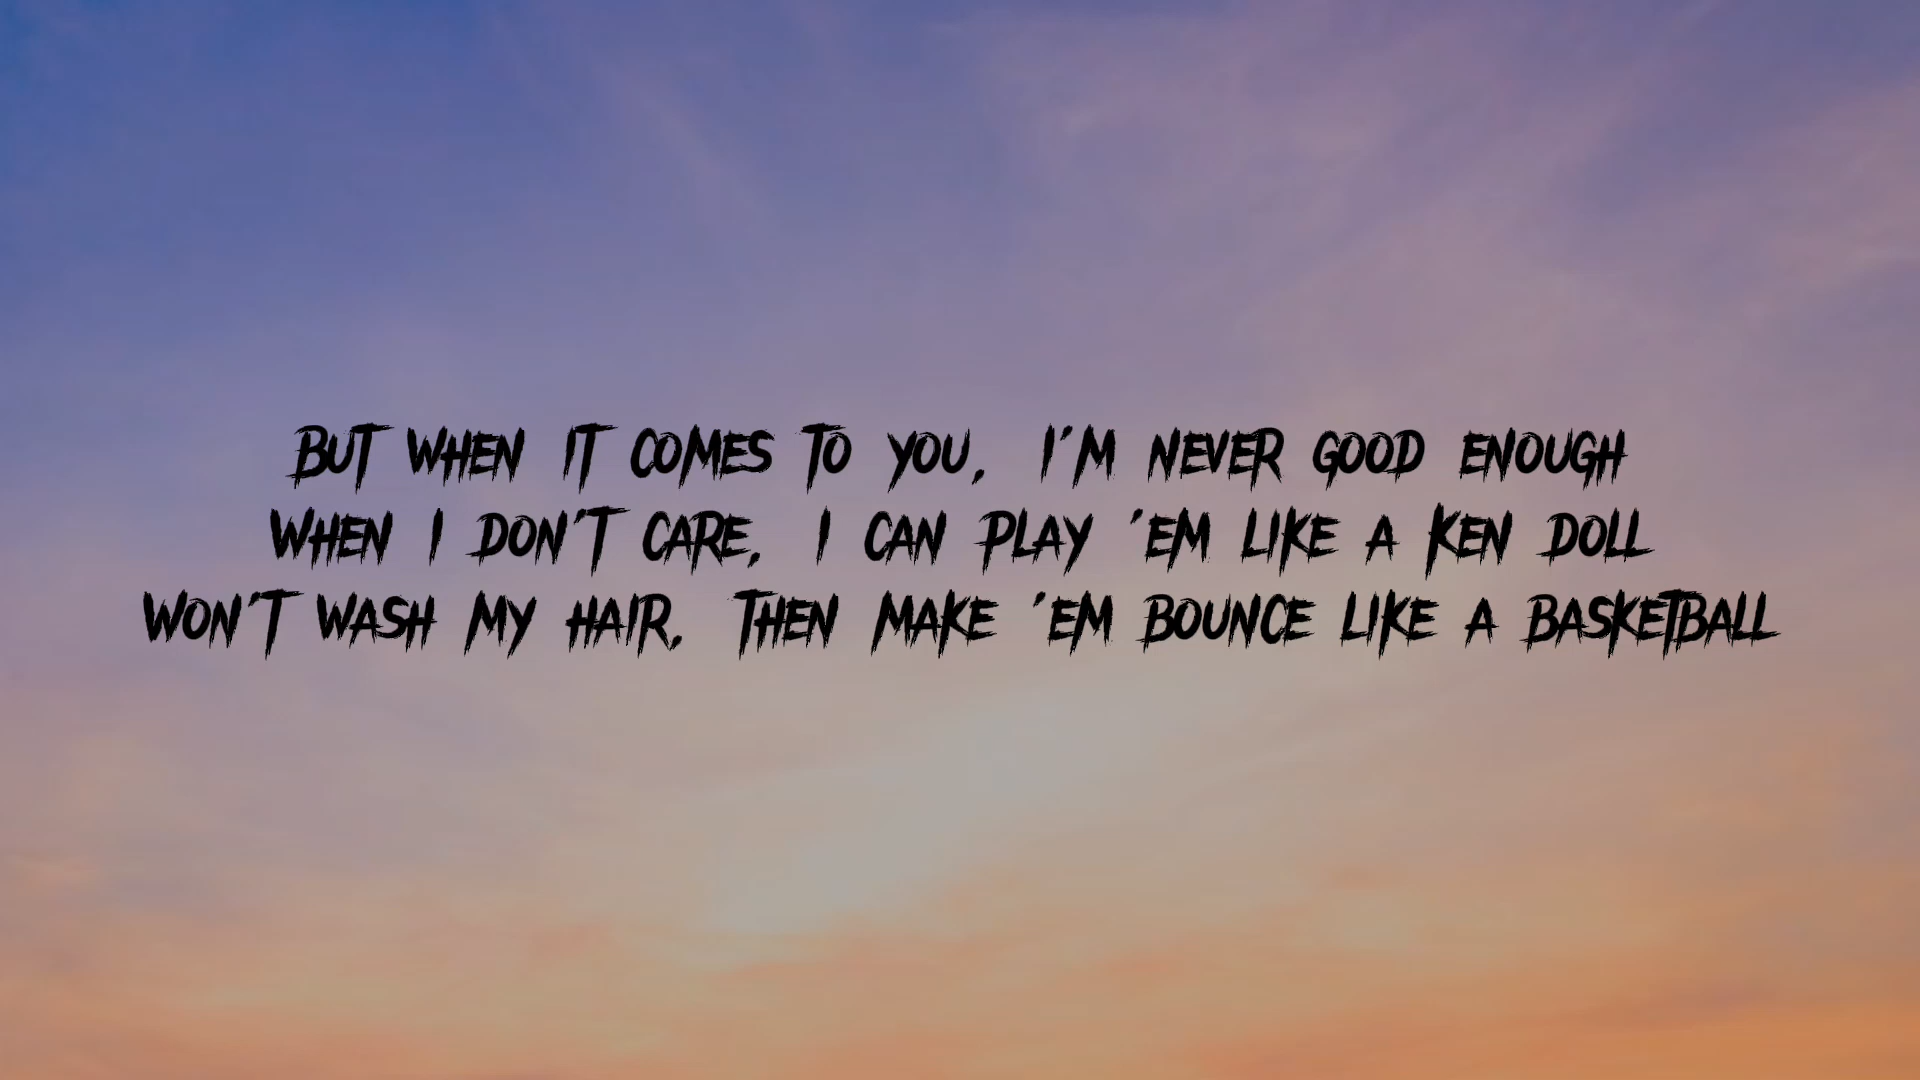 BUT WHEN IT COMES TO YOU, I'M NEVER GOOD ENOUGH
WHEN I DON'T CARE, I CAN PLAY 'EM LIKE A KEN DOLL
WON'T WASH MY HAIR, THEN MAKE 'EM BOUNCE LIKE A BASKETBALL